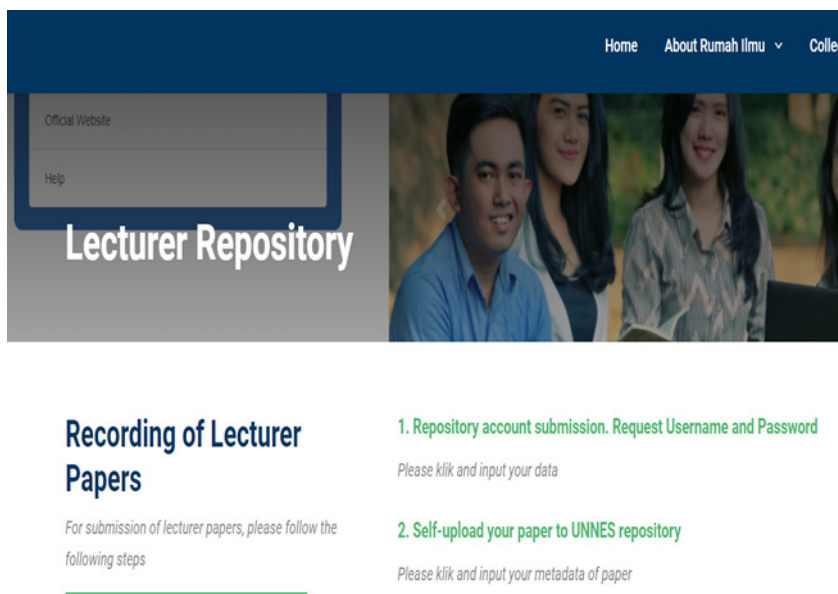 Home About Rumah Ilmu
Official Website
Help
Lecturer Repository
Recording of Lecturer
Papers
For submission of lecturer papers, please follow the
following steps
1. Repository account submission. Request Username and Password
Please klik and input your data
2. Self-upload your paper to UNNES repository
Please klik and input your metadata of paper